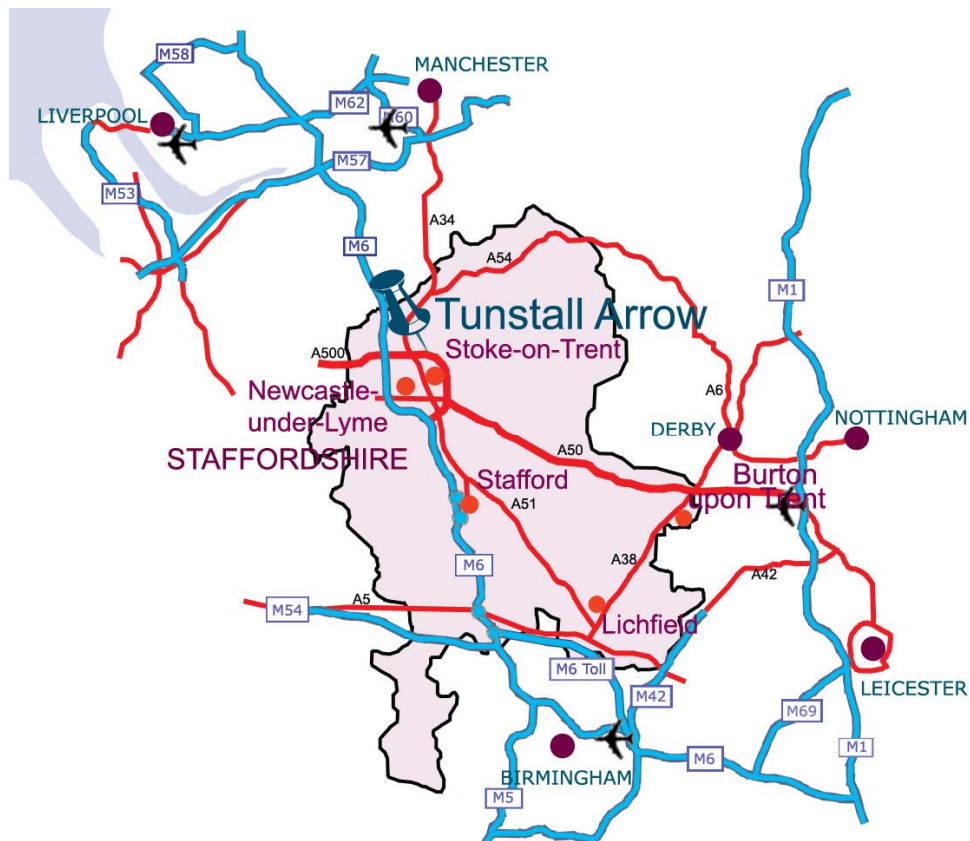 M58
MANCHESTER
LIVERPOOL
M62
M60
M57
M53
A34
M6
A54
M1
Tunstall Arrow
A500
Stoke-on-Trent
Newcastle-
under-Lyme
A6
DERBY
NOTTINGHAM
STAFFORDSHIRE
A50
Burton
upon Trent
Stafford
A51
M6
A38
A42
M54
A5
Lichfield
M6 Toll
M42
LEICESTER
M69
M1
M6
BIRMINGHAM
M5